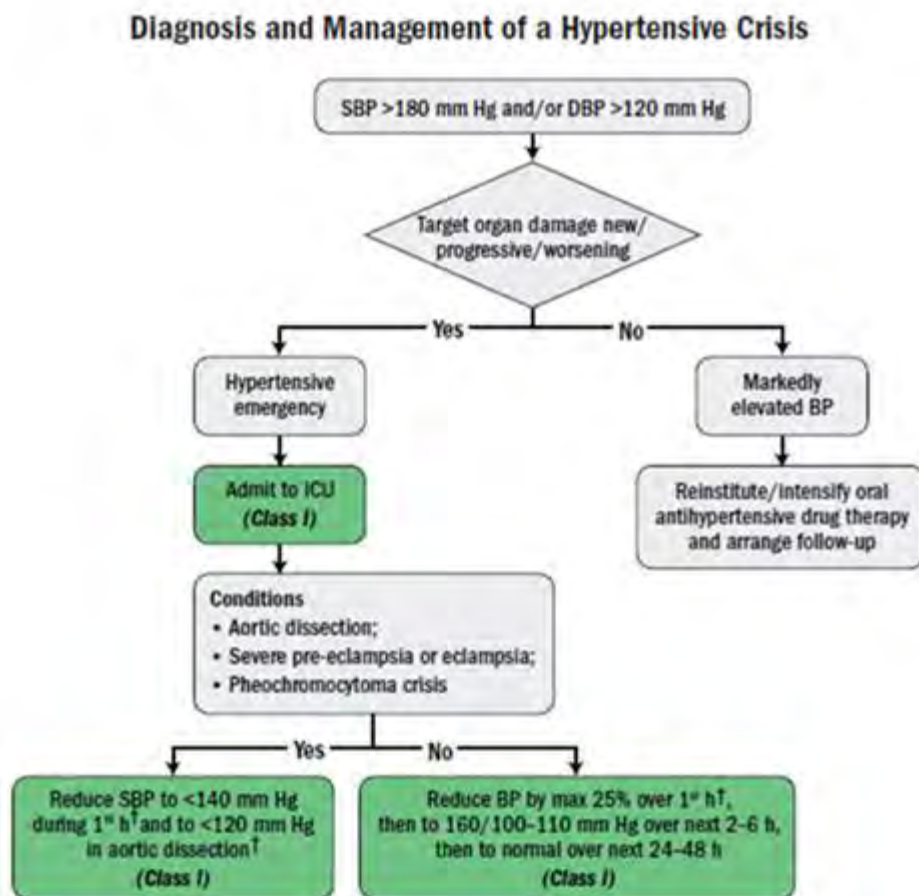 Diagnosis and Management of a Hypertensive Crisis
SBP >180 mm Hg and/or DBP >120 mm Hg
Target organ damage new/
progressive/worsening
Yes
No
Hypertensive
emergency
Markedly
elevated BP
Admit to ICU
(Class I)
Reinstitute/intensify oral
antihypertensive drug therapy
and arrange follow-up
Conditions
• Aortic dissection;
• Severe pre-eclampsia or eclampsia;
• Pheochromocytoma crisis
Yes
No
Reduce SBP to <140 mm Hg
during 1st h† and to <120 mm Hg
in aortic dissection†
(Class I)
Reduce BP by max 25% over 1st h†,
then to 160/100–110 mm Hg over next 2–6 h,
then to normal over next 24–48 h
(Class I)